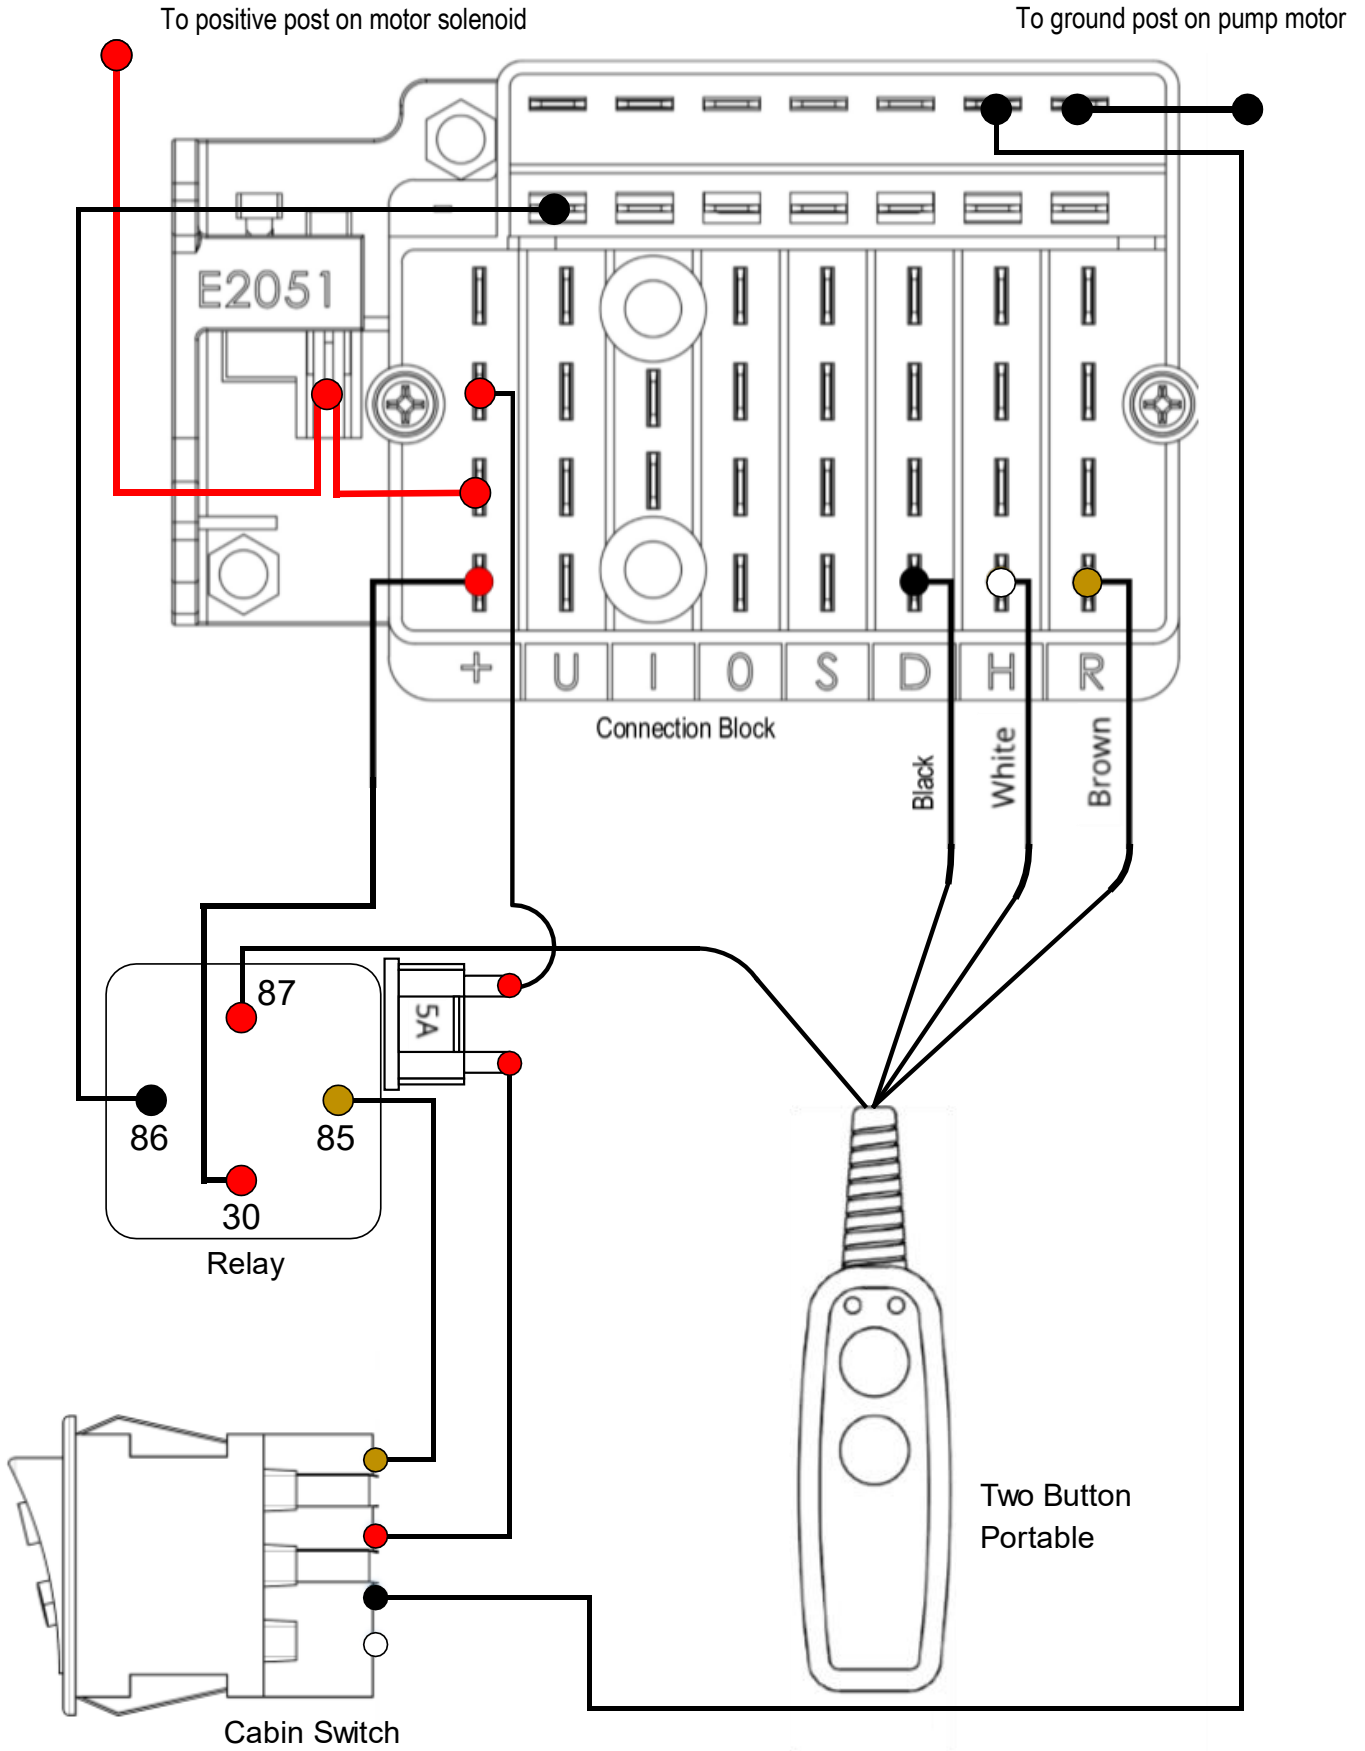 To positive post on motor solenoid
To ground post on pump motor
-
E2051
+ U I 0 S D H R
Connection Block
Black
White
Brown
87
5A
86
85
30
Relay
Two Button
Portable
Cabin Switch